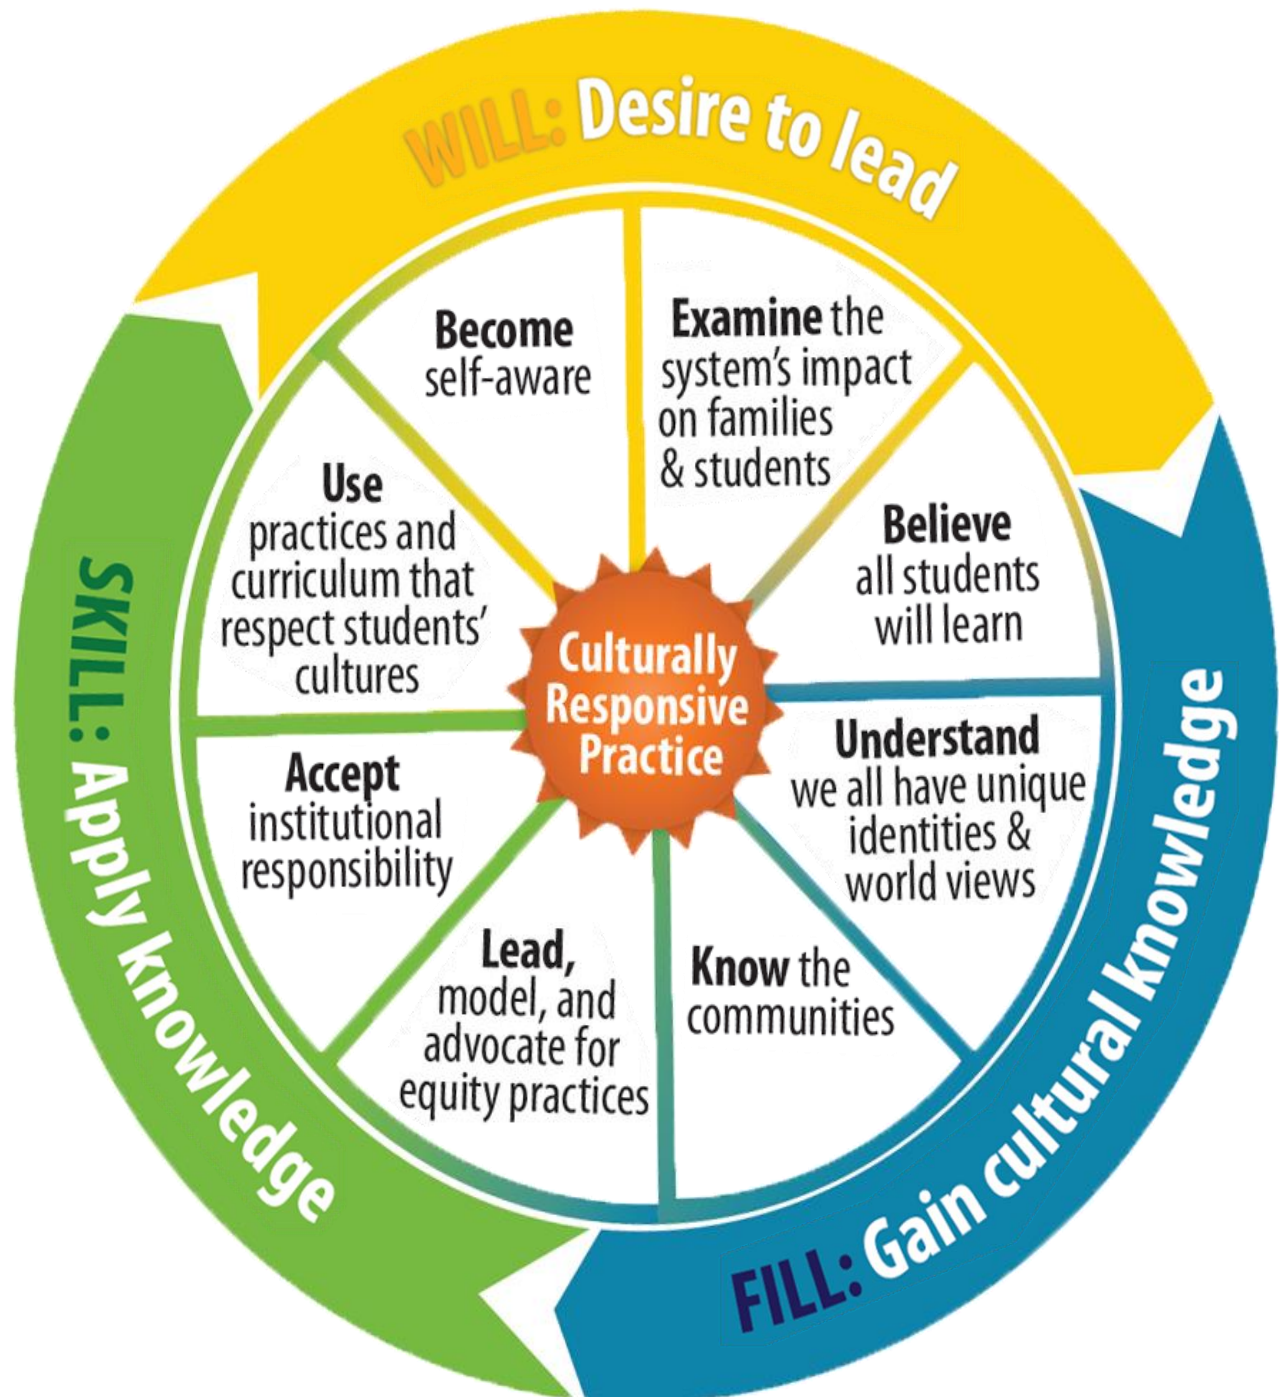 WILL: Desire to lead
Become
self-aware
Examine the
system's impact
on families
& students
Believe
all students
will learn
Understand
we all have unique
identities &
world views
Know the
communities
Lead,
model, and
advocate for
equity practices
Accept
institutional
responsibility
Use
practices and
curriculum that
respect students'
cultures
Culturally
Responsive
Practice
FILL: Gain cultural knowledge
SKILL: Apply knowledge